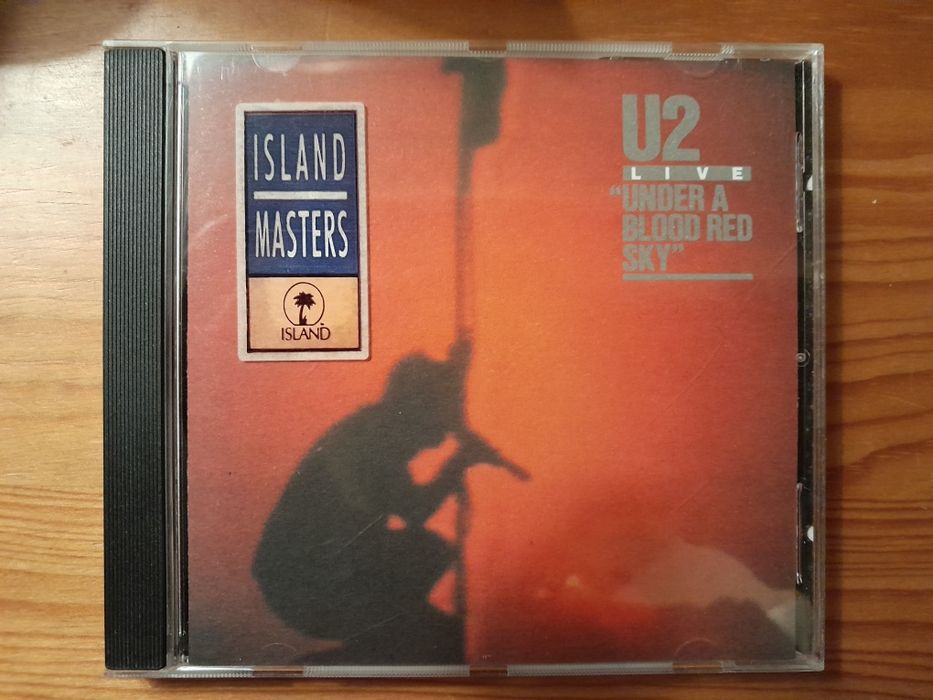 ISLAND
MASTERS
ISLAND
U2
LIVE
“UNDER A
BLOOD RED
SKY”